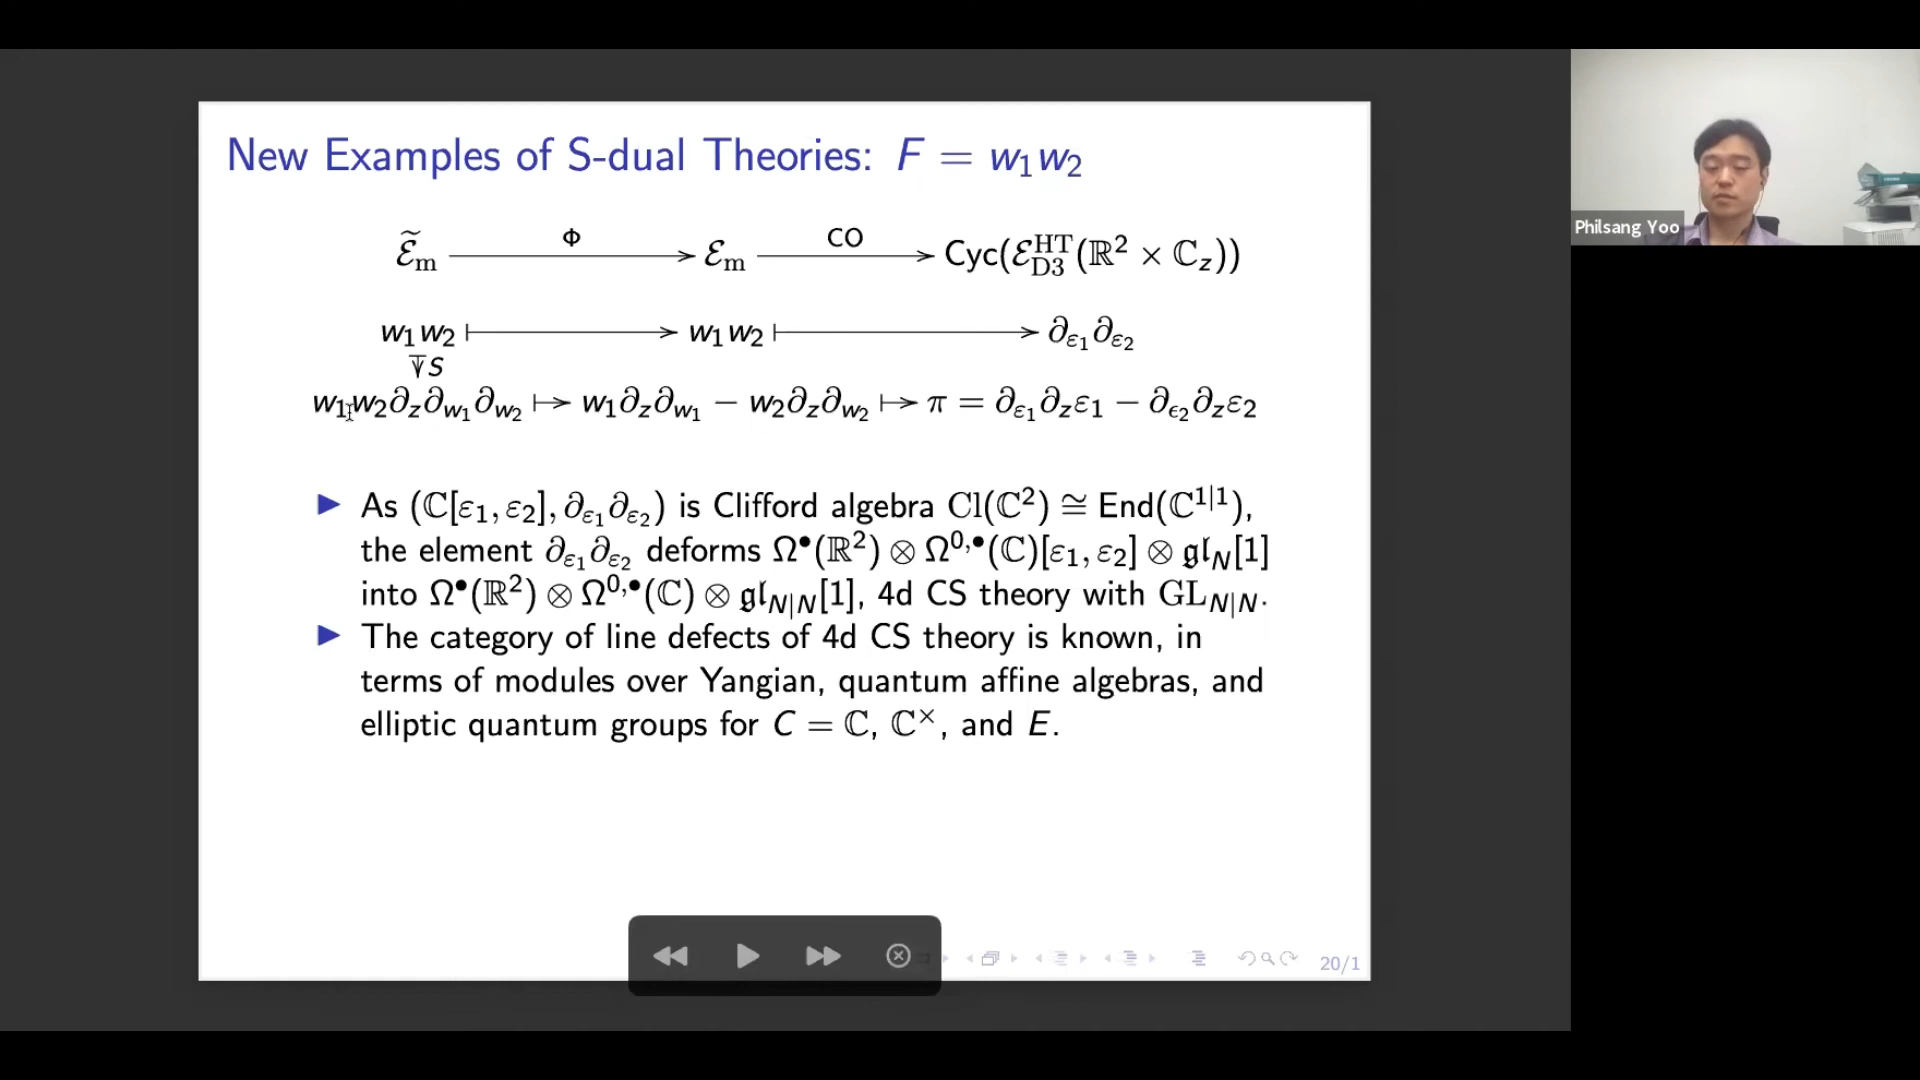 New Examples of S-dual Theories: F = w₁w₂
Φ CO
ℰ̃ₘ ⟶ ℰₘ ⟶ Cyc(ℰ^HT_D3(ℝ² × ℂ_z))
w₁w₂ ⟼ w₁w₂ ⟼ ∂_ε₁∂_ε₂
S
w₁w₂∂_z∂_w₁∂_w₂ ↦ w₁∂_z∂_w₁ − w₂∂_z∂_w₂ ↦ π = ∂_ε₁∂_zε₁ − ∂_ϵ₂∂_zε₂
▶ As (ℂ[ε₁, ε₂], ∂_ε₁∂_ε₂) is Clifford algebra Cl(ℂ²) ≅ End(ℂ^1|1),
the element ∂_ε₁∂_ε₂ deforms Ω^•(ℝ²) ⊗ Ω^0,•(ℂ)[ε₁, ε₂] ⊗ 𝔤𝔩_N[1]
into Ω^•(ℝ²) ⊗ Ω^0,•(ℂ) ⊗ 𝔤𝔩_N|N[1], 4d CS theory with GL_N|N.
▶ The category of line defects of 4d CS theory is known, in
terms of modules over Yangian, quantum affine algebras, and
elliptic quantum groups for C = ℂ, ℂ^×, and E.
20/1
Philsang Yoo